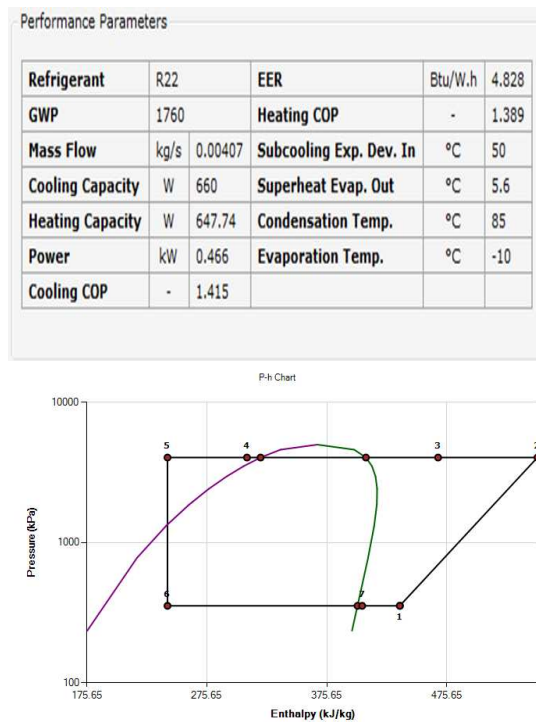 Performance Parameters
Refrigerant R22 EER Btu/W.h 4.828
GWP 1760 Heating COP - 1.389
Mass Flow kg/s 0.00407 Subcooling Exp. Dev. In °C 50
Cooling Capacity W 660 Superheat Evap. Out °C 5.6
Heating Capacity W 647.74 Condensation Temp. °C 85
Power kW 0.466 Evaporation Temp. °C -10
Cooling COP - 1.415
P-h Chart
10000
5 4 3 2
Pressure (kPa)
1000
6 7
1
100
175.65 275.65 375.65 475.65
Enthalpy (kJ/kg)